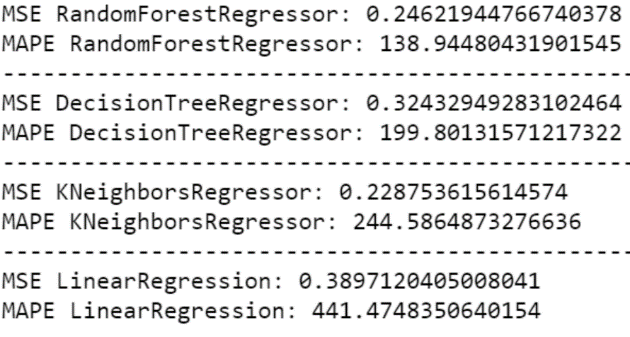 MSE RandomForestRegressor: 0.24621944766740378
MAPE RandomForestRegressor: 138.94480431901545
-----------------------------------------------
MSE DecisionTreeRegressor: 0.32432949283102464
MAPE DecisionTreeRegressor: 199.80131571217322
-----------------------------------------------
MSE KNeighborsRegressor: 0.228753615614574
MAPE KNeighborsRegressor: 244.5864873276636
-----------------------------------------------
MSE LinearRegression: 0.3897120405008041
MAPE LinearRegression: 441.4748350640154